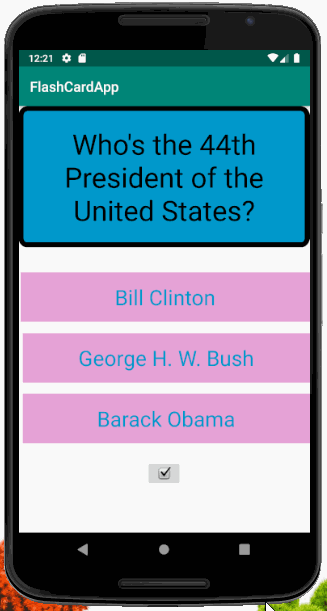 12:21
FlashCardApp
Who's the 44th
President of the
United States?
Bill Clinton
George H. W. Bush
Barack Obama